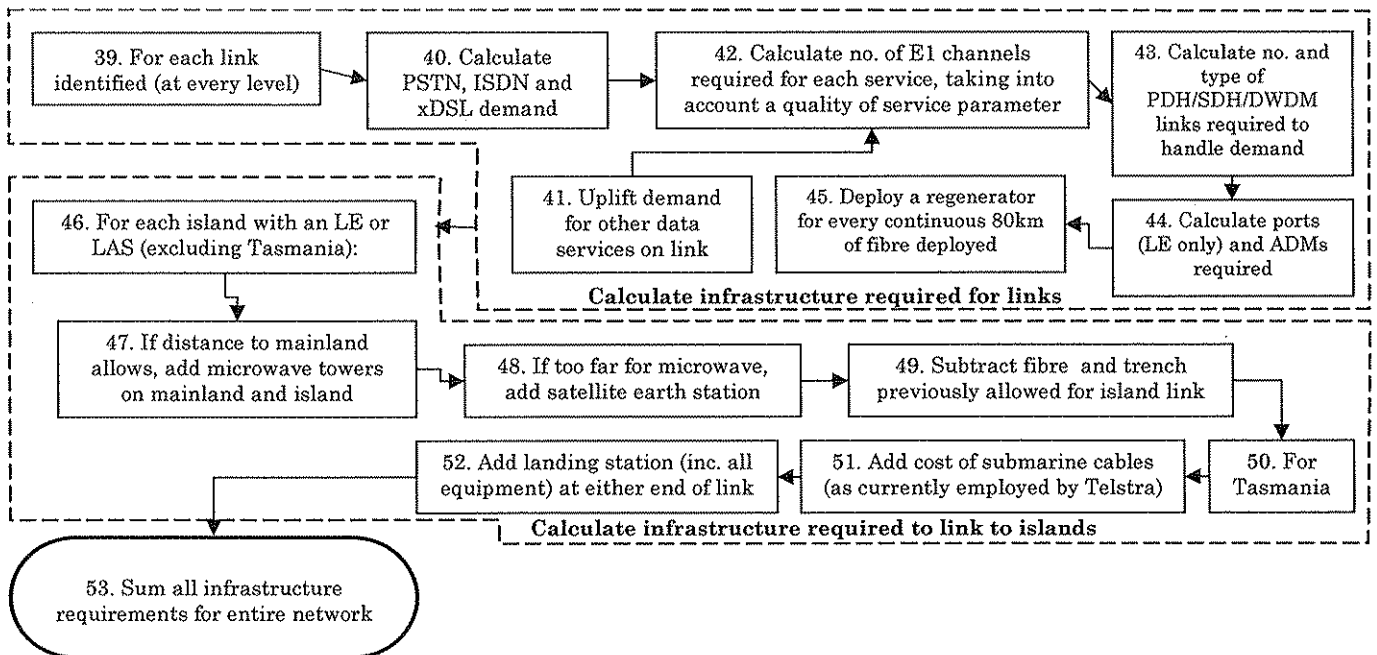 39. For each link
identified (at every level)
40. Calculate
PSTN, ISDN and
xDSL demand
42. Calculate no. of E1 channels
required for each service, taking into
account a quality of service parameter
43. Calculate no. and
type of
PDH/SDH/DWDM
links required to
handle demand
41. Uplift demand
for other data
services on link
45. Deploy a regenerator
for every continuous 80km
of fibre deployed
44. Calculate ports
(LE only) and ADMs
required
Calculate infrastructure required for links
46. For each island with an LE or
LAS (excluding Tasmania):
47. If distance to mainland
allows, add microwave towers
on mainland and island
48. If too far for microwave,
add satellite earth station
49. Subtract fibre and trench
previously allowed for island link
52. Add landing station (inc. all
equipment) at either end of link
51. Add cost of submarine cables
(as currently employed by Telstra)
50. For
Tasmania
Calculate infrastructure required to link to islands
53. Sum all infrastructure
requirements for entire network